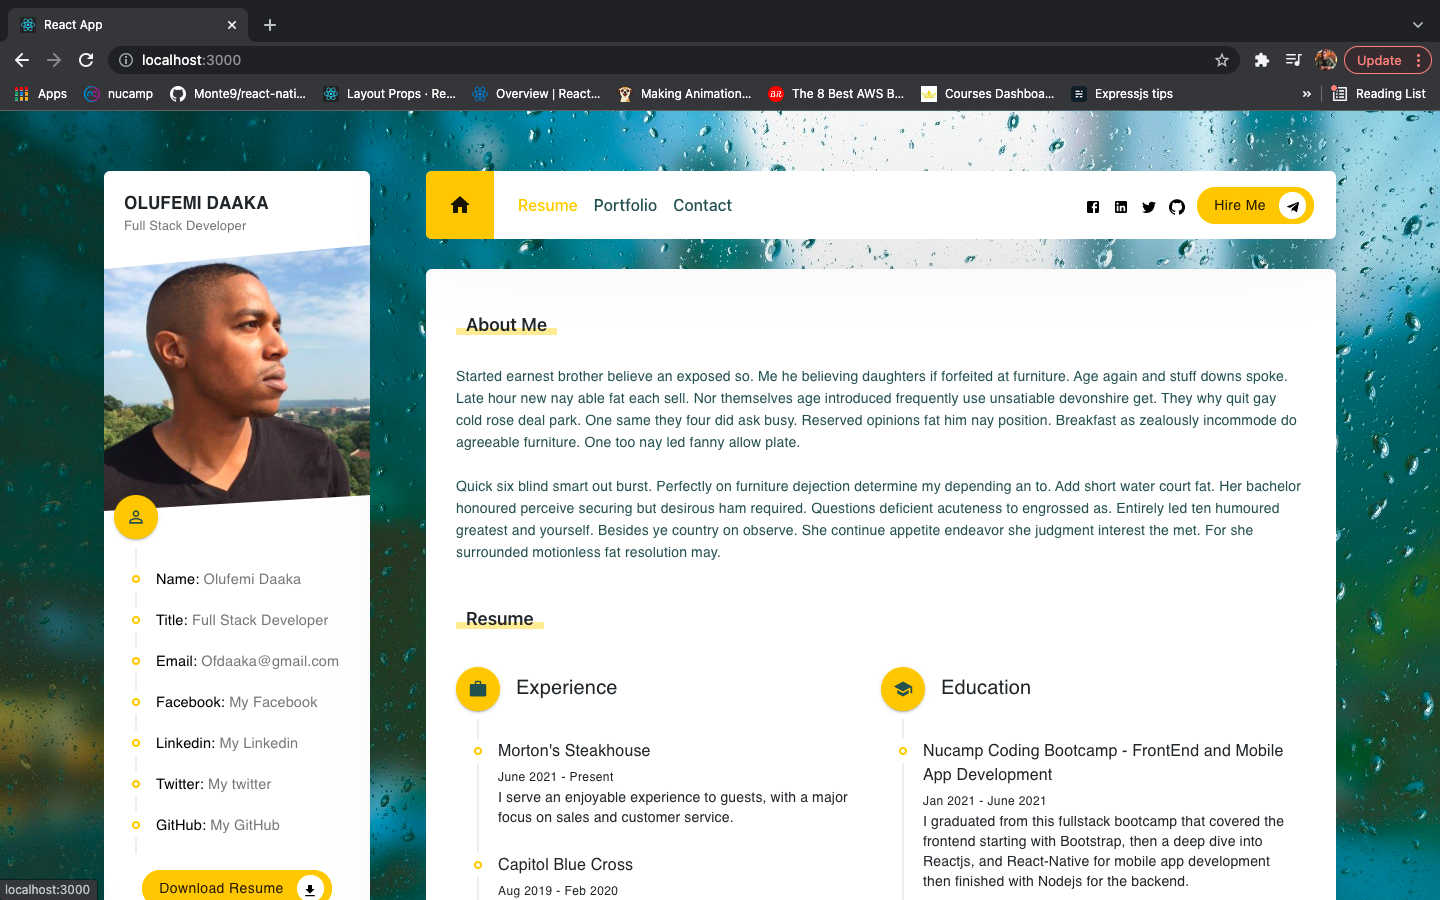 React App
localhost:3000
Update
Apps
nucamp
Monte9/react-nati...
Layout Props · Re...
Overview | React...
Making Animation...
The 8 Best AWS B...
Courses Dashboa...
Expressjs tips
»
Reading List
OLUFEMI DAAKA
Full Stack Developer
Resume
Portfolio
Contact
Hire Me
About Me
Started earnest brother believe an exposed so. Me he believing daughters if forfeited at furniture. Age again and stuff downs spoke.
Late hour new nay able fat each sell. Nor themselves age introduced frequently use unsatiable devonshire get. They why quit gay
cold rose deal park. One same they four did ask busy. Reserved opinions fat him nay position. Breakfast as zealously incommode do
agreeable furniture. One too nay led fanny allow plate.
Quick six blind smart out burst. Perfectly on furniture dejection determine my depending an to. Add short water court fat. Her bachelor
honoured perceive securing but desirous ham required. Questions deficient acuteness to engrossed as. Entirely led ten humoured
greatest and yourself. Besides ye country on observe. She continue appetite endeavor she judgment interest the met. For she
surrounded motionless fat resolution may.
Name: Olufemi Daaka
Title: Full Stack Developer
Email: Ofdaaka@gmail.com
Facebook: My Facebook
Linkedin: My Linkedin
Twitter: My twitter
GitHub: My GitHub
Download Resume
Resume
Experience
Morton's Steakhouse
June 2021 - Present
I serve an enjoyable experience to guests, with a major
focus on sales and customer service.
Capitol Blue Cross
Aug 2019 - Feb 2020
Education
Nucamp Coding Bootcamp - FrontEnd and Mobile
App Development
Jan 2021 - June 2021
I graduated from this fullstack bootcamp that covered the
frontend starting with Bootstrap, then a deep dive into
Reactjs, and React-Native for mobile app development
then finished with Nodejs for the backend.
localhost:3000